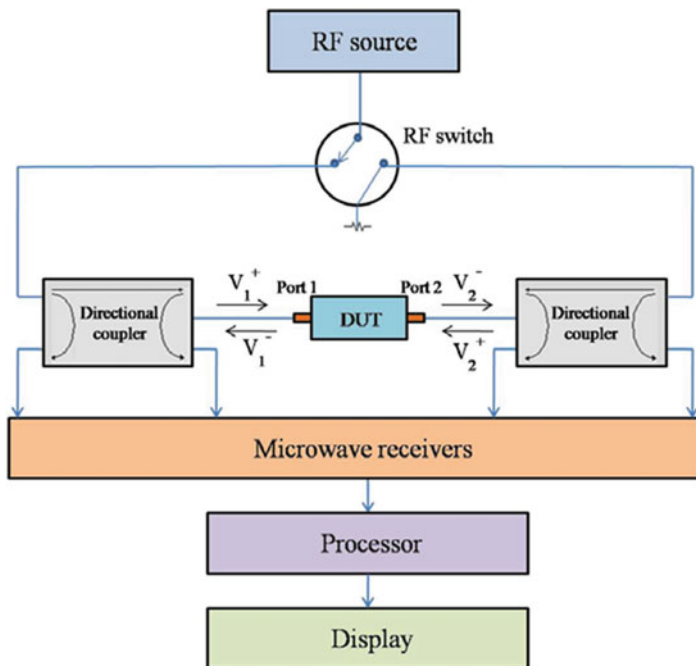 RF source
RF switch
V₁⁺
Port 1
Port 2
V₂⁻
Directional
coupler
DUT
Directional
coupler
V₁⁻
V₂⁺
Microwave receivers
Processor
Display